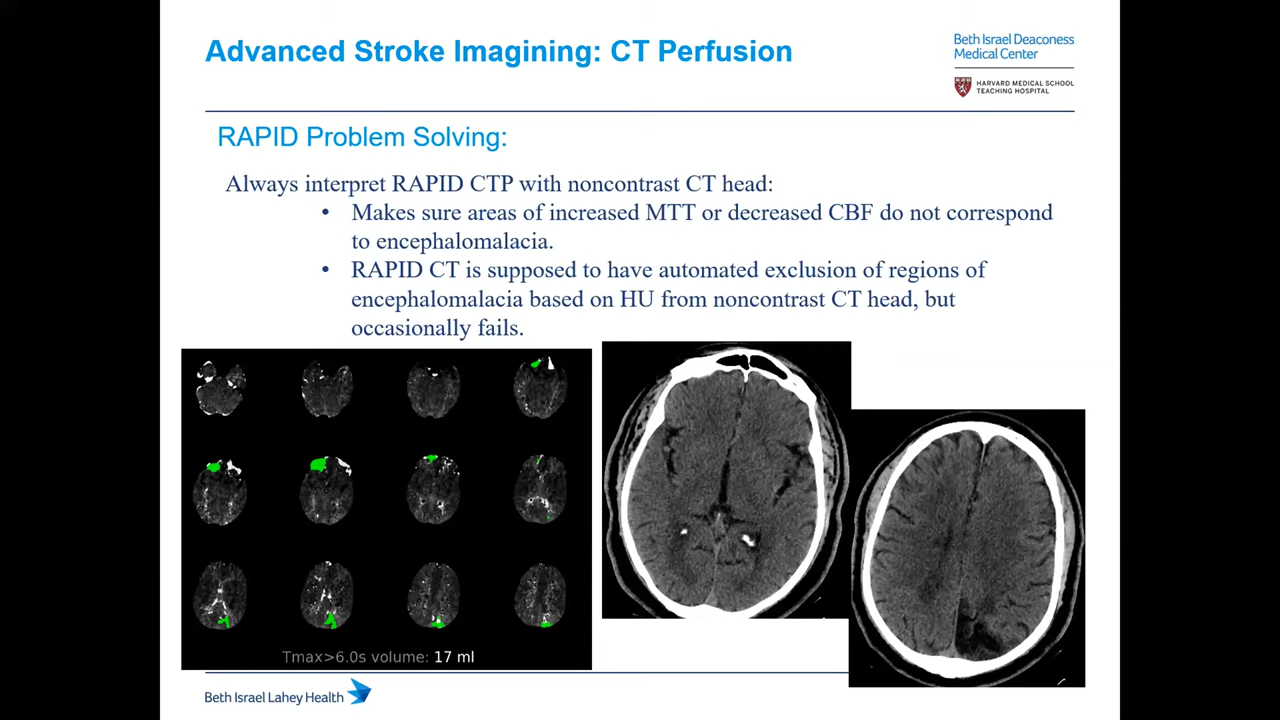 Advanced Stroke Imagining: CT Perfusion
Beth Israel Deaconess
Medical Center
HARVARD MEDICAL SCHOOL
TEACHING HOSPITAL
RAPID Problem Solving:
Always interpret RAPID CTP with noncontrast CT head:
• Makes sure areas of increased MTT or decreased CBF do not correspond
to encephalomalacia.
• RAPID CT is supposed to have automated exclusion of regions of
encephalomalacia based on HU from noncontrast CT head, but
occasionally fails.
Tmax>6.0s volume: 17 ml
Beth Israel Lahey Health